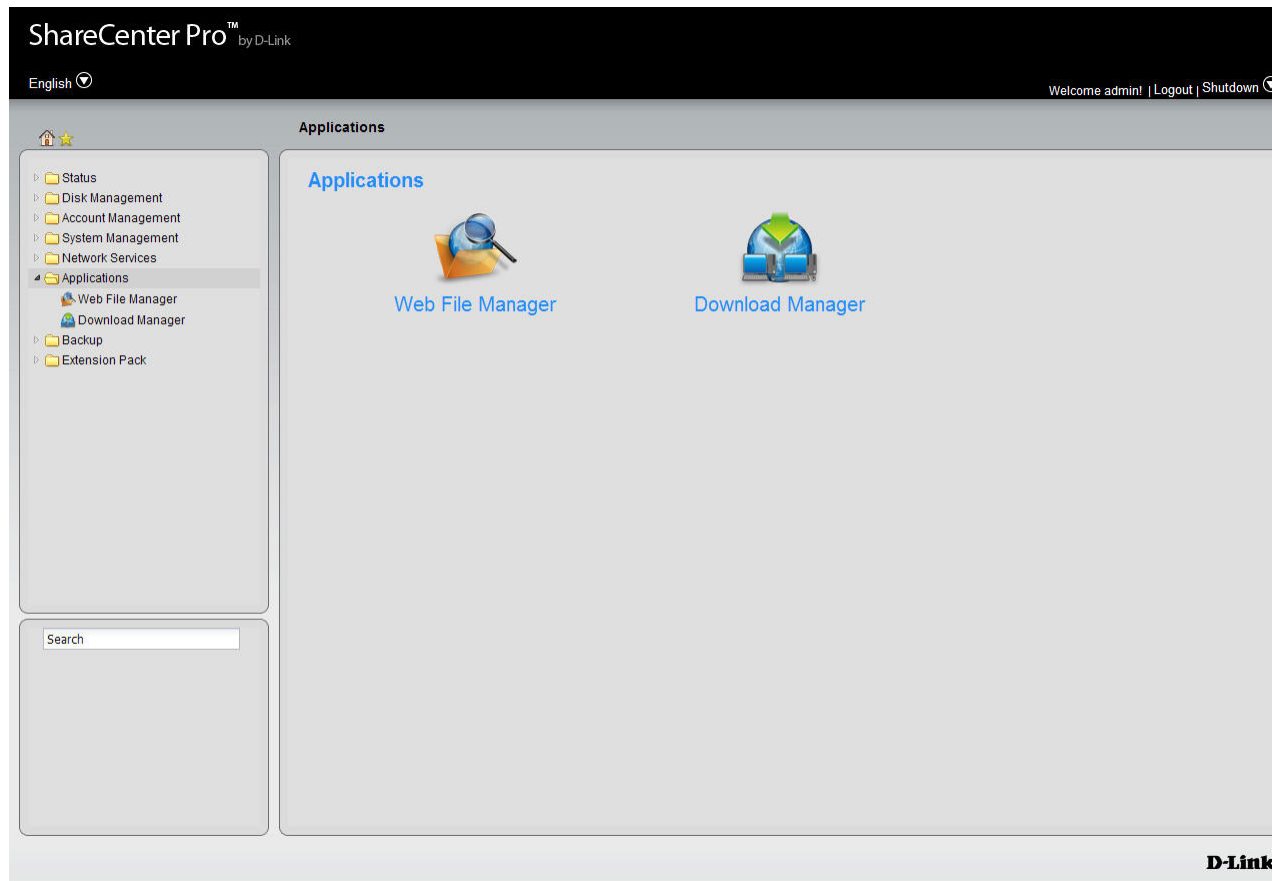 ShareCenter Pro™ by D-Link
English
Welcome admin! | Logout | Shutdown
Applications
Status
Disk Management
Account Management
System Management
Network Services
Applications
Web File Manager
Download Manager
Backup
Extension Pack
Applications
Web File Manager
Download Manager
Search
D-Link